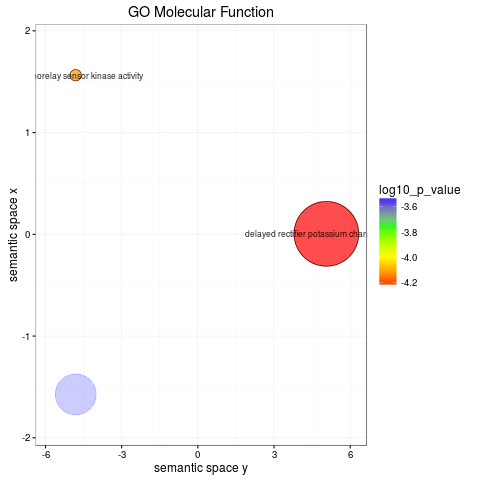 GO Molecular Function
2
orelay sensor kinase activity
1
semantic space x
0
delayed rectifier potassium chan
-1
-2
-6
-3
0
3
6
semantic space y
log10_p_value
-3.6
-3.8
-4.0
-4.2